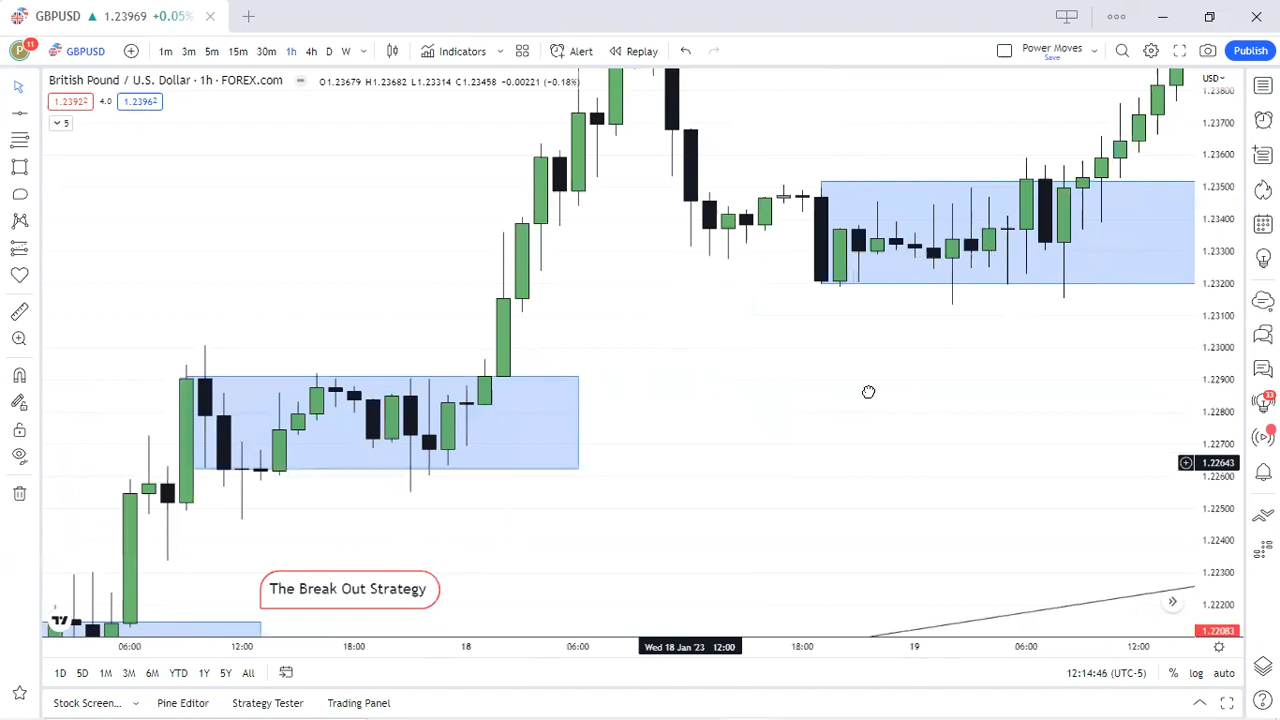 GBPUSD 1.23969 +0.05%
11 GBPUSD 1m 3m 5m 15m 30m 1h 4h D W Indicators Alert Replay Power Moves Save Publish
British Pound / U.S. Dollar · 1h · FOREX.com O1.23679 H1.23682 L1.23314 C1.23458 -0.00221 (-0.18%) USD
1.23922 4.0 1.23962
5
1.23800
1.23700
1.23600
1.23500
1.23400
1.23300
1.23200
1.23100
1.23000
1.22900
1.22800
1.22700
1.22643
1.22600
1.22500
1.22400
1.22300
1.22200
1.22083
33
The Break Out Strategy
06:00 12:00 18:00 18 06:00 Wed 18 Jan '23 12:00 18:00 19 06:00 12:00
1D 5D 1M 3M 6M YTD 1Y 5Y All 12:14:46 (UTC-5) % log auto
Stock Screen... Pine Editor Strategy Tester Trading Panel